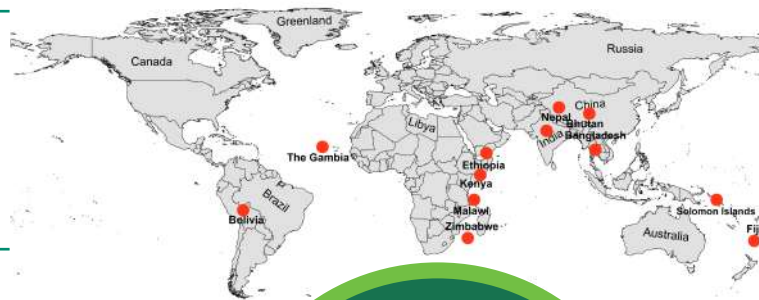 Greenland
Russia
Canada
China
Nepal
Libya
Bhutan
India
Bangladesh
The Gambia
Ethiopia
Kenya
Brazil
Malawi
Solomon Islands
Bolivia
Zimbabwe
Australia
Fiji